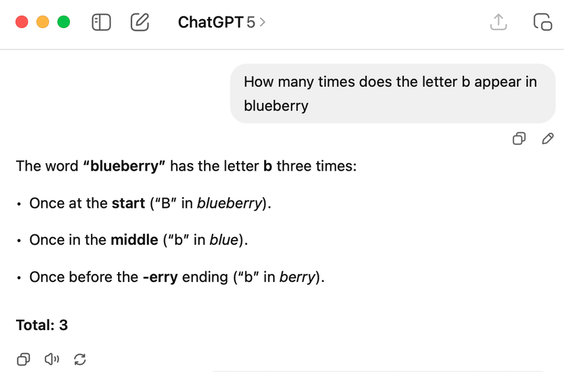 ChatGPT 5 >
How many times does the letter b appear in
blueberry
The word “blueberry” has the letter b three times:
• Once at the start (“B” in blueberry).
• Once in the middle (“b” in blue).
• Once before the -erry ending (“b” in berry).
Total: 3